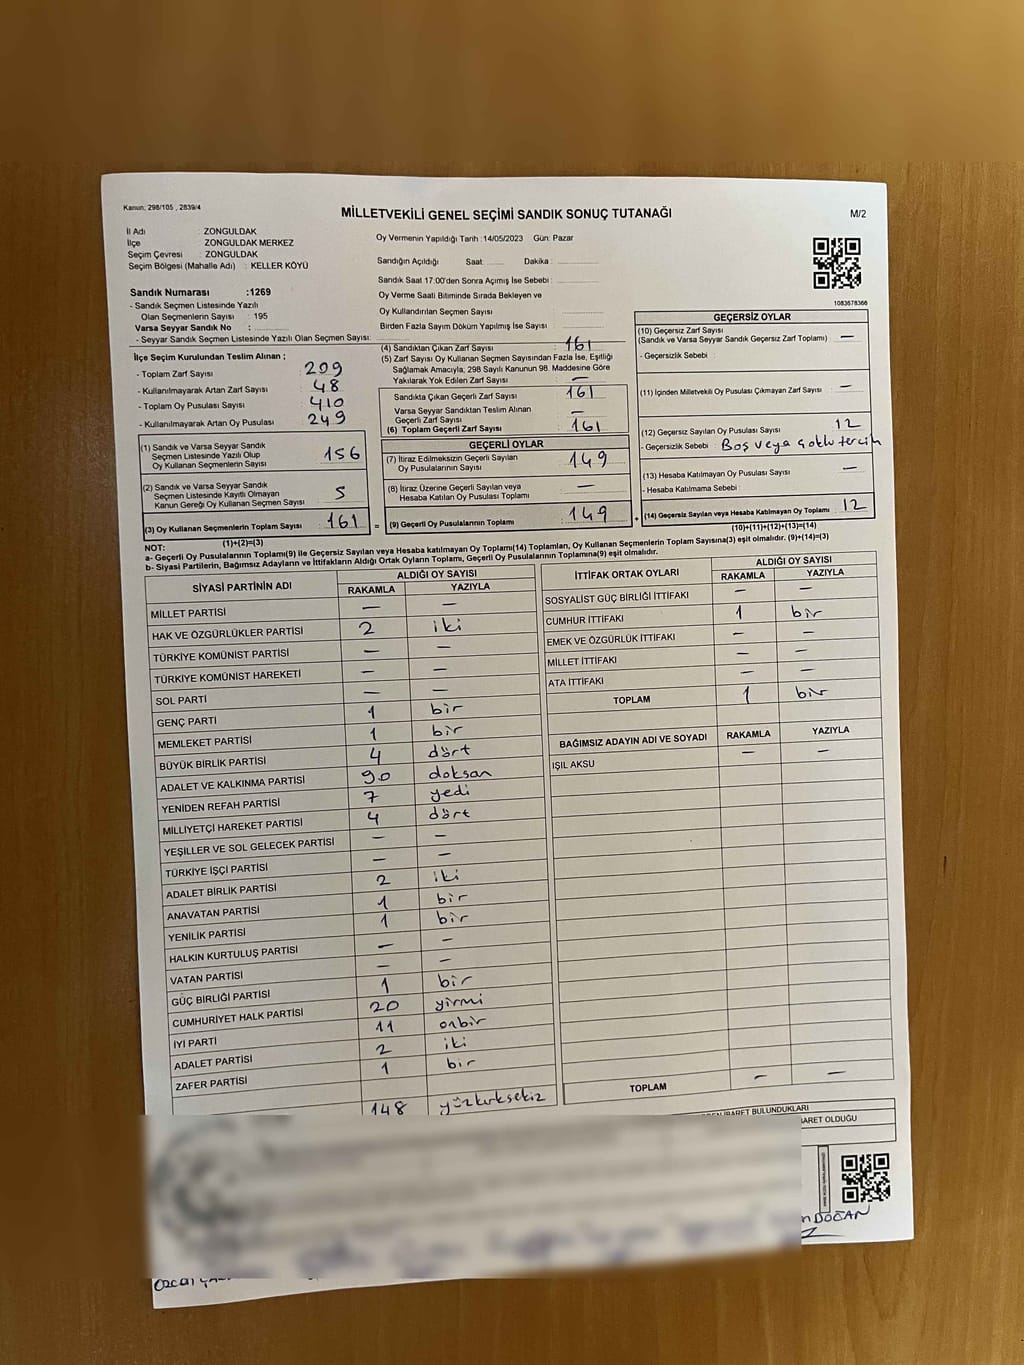 Kanun; 298/105 , 2839/4
MİLLETVEKİLİ GENEL SEÇİMİ SANDIK SONUÇ TUTANAĞI
M/2
İl Adı : ZONGULDAK
İlçe ZONGULDAK MERKEZ
Seçim Çevresi : ZONGULDAK
Seçim Bölgesi (Mahalle Adı) : KELLER KÖYÜ
Sandık Numarası :1269
- Sandık Seçmen Listesinde Yazılı
Olan Seçmenlerin Sayısı : 195
Varsa Seyyar Sandık No :
- Seyyar Sandık Seçmen Listesinde Yazılı Olan Seçmen Sayısı:
Oy Vermenin Yapıldığı Tarih :14/05/2023 Gün: Pazar
Sandığın Açıldığı Saat Dakika
Sandık Saat 17:00'den Sonra Açımış İse Sebebi :
Oy Verme Saati Bitiminde Sırada Bekleyen ve
Oy Kullandırılan Seçmen Sayısı :
Birden Fazla Sayım Döküm Yapılmış İse Sayısı :
1083678366
İlçe Seçim Kurulundan Teslim Alınan ;
- Toplam Zarf Sayısı 209
- Kullanılmayarak Artan Zarf Sayısı 48
- Toplam Oy Pusulası Sayısı 410
- Kullanılmayarak Artan Oy Pusulası 249
(1) Sandık ve Varsa Seyyar Sandık
Seçmen Listesinde Yazılı Olup
Oy Kullanan Seçmenlerin Sayısı 156
(2) Sandık ve Varsa Seyyar Sandık
Seçmen Listesinde Kayıtlı Olmayan
Kanun Gereği Oy Kullanan Seçmen Sayısı 5
(3) Oy Kullanan Seçmenlerin Toplam Sayısı 161 =
(1)+(2)=(3)
(4) Sandıktan Çıkan Zarf Sayısı 161
(5) Zarf Sayısı Oy Kullanan Seçmen Sayısından Fazla İse, Eşitliği
Sağlamak Amacıyla; 298 Sayılı Kanunun 98. Maddesine Göre
Yakılarak Yok Edilen Zarf Sayısı : —
Sandıkta Çıkan Geçerli Zarf Sayısı 161
Varsa Seyyar Sandıktan Teslim Alınan
Geçerli Zarf Sayısı —
(6) Toplam Geçerli Zarf Sayısı 161
GEÇERLİ OYLAR
(7) İtiraz Edilmeksizin Geçerli Sayılan
Oy Pusulalarının Sayısı 149
(8) İtiraz Üzerine Geçerli Sayılan veya
Hesaba Katılan Oy Pusulası Toplamı —
(9) Geçerli Oy Pusulalarının Toplamı 149 +
GEÇERSİZ OYLAR
(10) Geçersiz Zarf Sayısı
(Sandık ve Varsa Seyyar Sandık Geçersiz Zarf Toplamı) —
- Geçersizlik Sebebi
(11) İçinden Milletvekili Oy Pusulası Çıkmayan Zarf Sayısı —
(12) Geçersiz Sayılan Oy Pusulası Sayısı 12
- Geçersizlik Sebebi : Boş veya çoklu tercih
(13) Hesaba Katılmayan Oy Pusulası Sayısı —
- Hesaba Katılmama Sebebi
(14) Geçersiz Sayılan veya Hesaba Katılmayan Oy Toplamı 12
(10)+(11)+(12)+(13)=(14)
NOT:
a- Geçerli Oy Pusulalarının Toplamı(9) ile Geçersiz Sayılan veya Hesaba katılmayan Oy Toplamı(14) Toplamları, Oy Kullanan Seçmenlerin Toplam Sayısına(3) eşit olmalıdır. (9)+(14)=(3)
b- Siyasi Partilerin, Bağımsız Adayların ve İttifakların Aldığı Ortak Oyların Toplamı, Geçerli Oy Pusulalarının Toplamına(9) eşit olmalıdır.
SİYASİ PARTİNİN ADI ALDIĞI OY SAYISI
RAKAMLA YAZIYLA
MİLLET PARTİSİ — —
HAK VE ÖZGÜRLÜKLER PARTİSİ 2 iki
TÜRKİYE KOMÜNİST PARTİSİ — —
TÜRKİYE KOMÜNİST HAREKETİ — —
SOL PARTİ — —
GENÇ PARTİ 1 bir
MEMLEKET PARTİSİ 1 bir
BÜYÜK BİRLİK PARTİSİ 4 dört
ADALET VE KALKINMA PARTİSİ 90 doksan
YENİDEN REFAH PARTİSİ 7 yedi
MİLLİYETÇİ HAREKET PARTİSİ 4 dört
YEŞİLLER VE SOL GELECEK PARTİSİ — —
TÜRKİYE İŞÇİ PARTİSİ — —
ADALET BİRLİK PARTİSİ 2 iki
ANAVATAN PARTİSİ 1 bir
YENİLİK PARTİSİ 1 bir
HALKIN KURTULUŞ PARTİSİ — —
VATAN PARTİSİ — —
GÜÇ BİRLİĞİ PARTİSİ 1 bir
CUMHURİYET HALK PARTİSİ 20 yirmi
İYİ PARTİ 11 onbir
ADALET PARTİSİ 2 iki
ZAFER PARTİSİ 1 bir
148 yüzkırksekiz
İTTİFAK ORTAK OYLARI ALDIĞI OY SAYISI
RAKAMLA YAZIYLA
SOSYALİST GÜÇ BİRLİĞİ İTTİFAKI — —
CUMHUR İTTİFAKI 1 bir
EMEK VE ÖZGÜRLÜK İTTİFAKI — —
MİLLET İTTİFAKI — —
ATA İTTİFAKI — —
TOPLAM 1 bir
BAĞIMSIZ ADAYIN ADI VE SOYADI RAKAMLA YAZIYLA
IŞIL AKSU — —
TOPLAM — —
İBARET BULUNDUKLARI
BARET OLDUĞU
DOĞAN